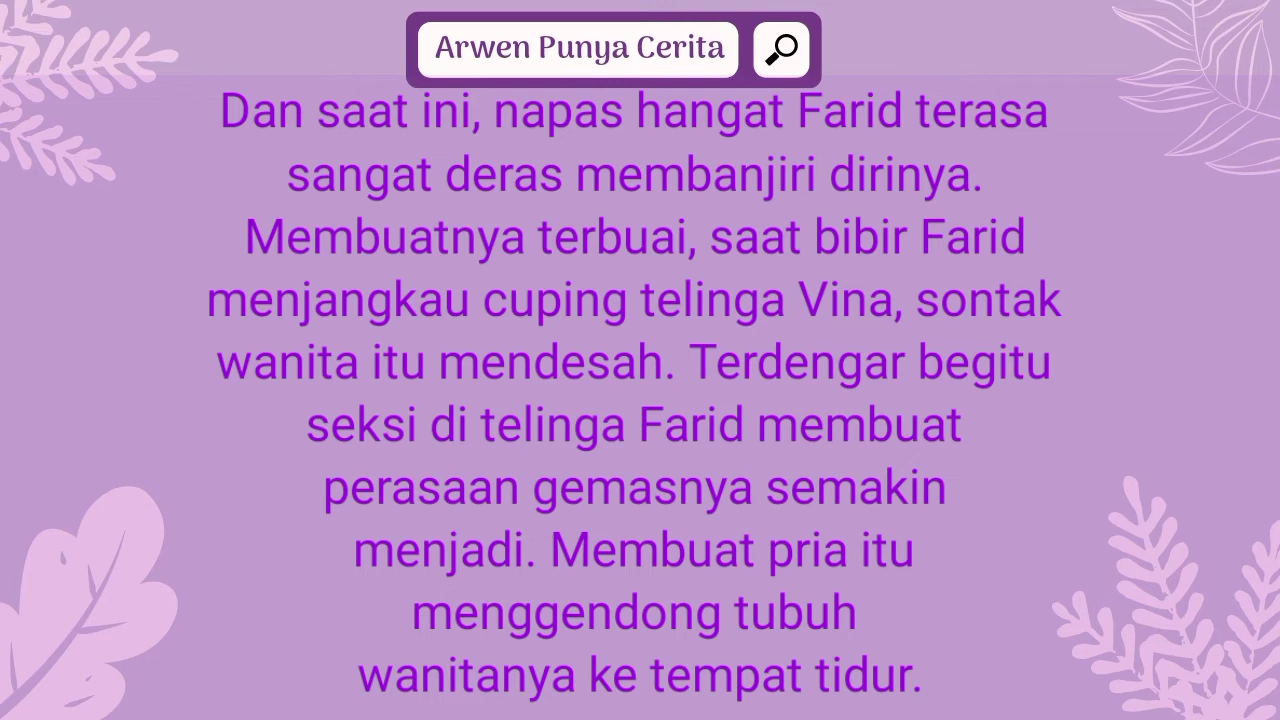 Arwen Punya Cerita
Dan saat ini, napas hangat Farid terasa
sangat deras membanjiri dirinya.
Membuatnya terbuai, saat bibir Farid
menjangkau cuping telinga Vina, sontak
wanita itu mendesah. Terdengar begitu
seksi di telinga Farid membuat
perasaan gemasnya semakin
menjadi. Membuat pria itu
menggendong tubuh
wanitanya ke tempat tidur.